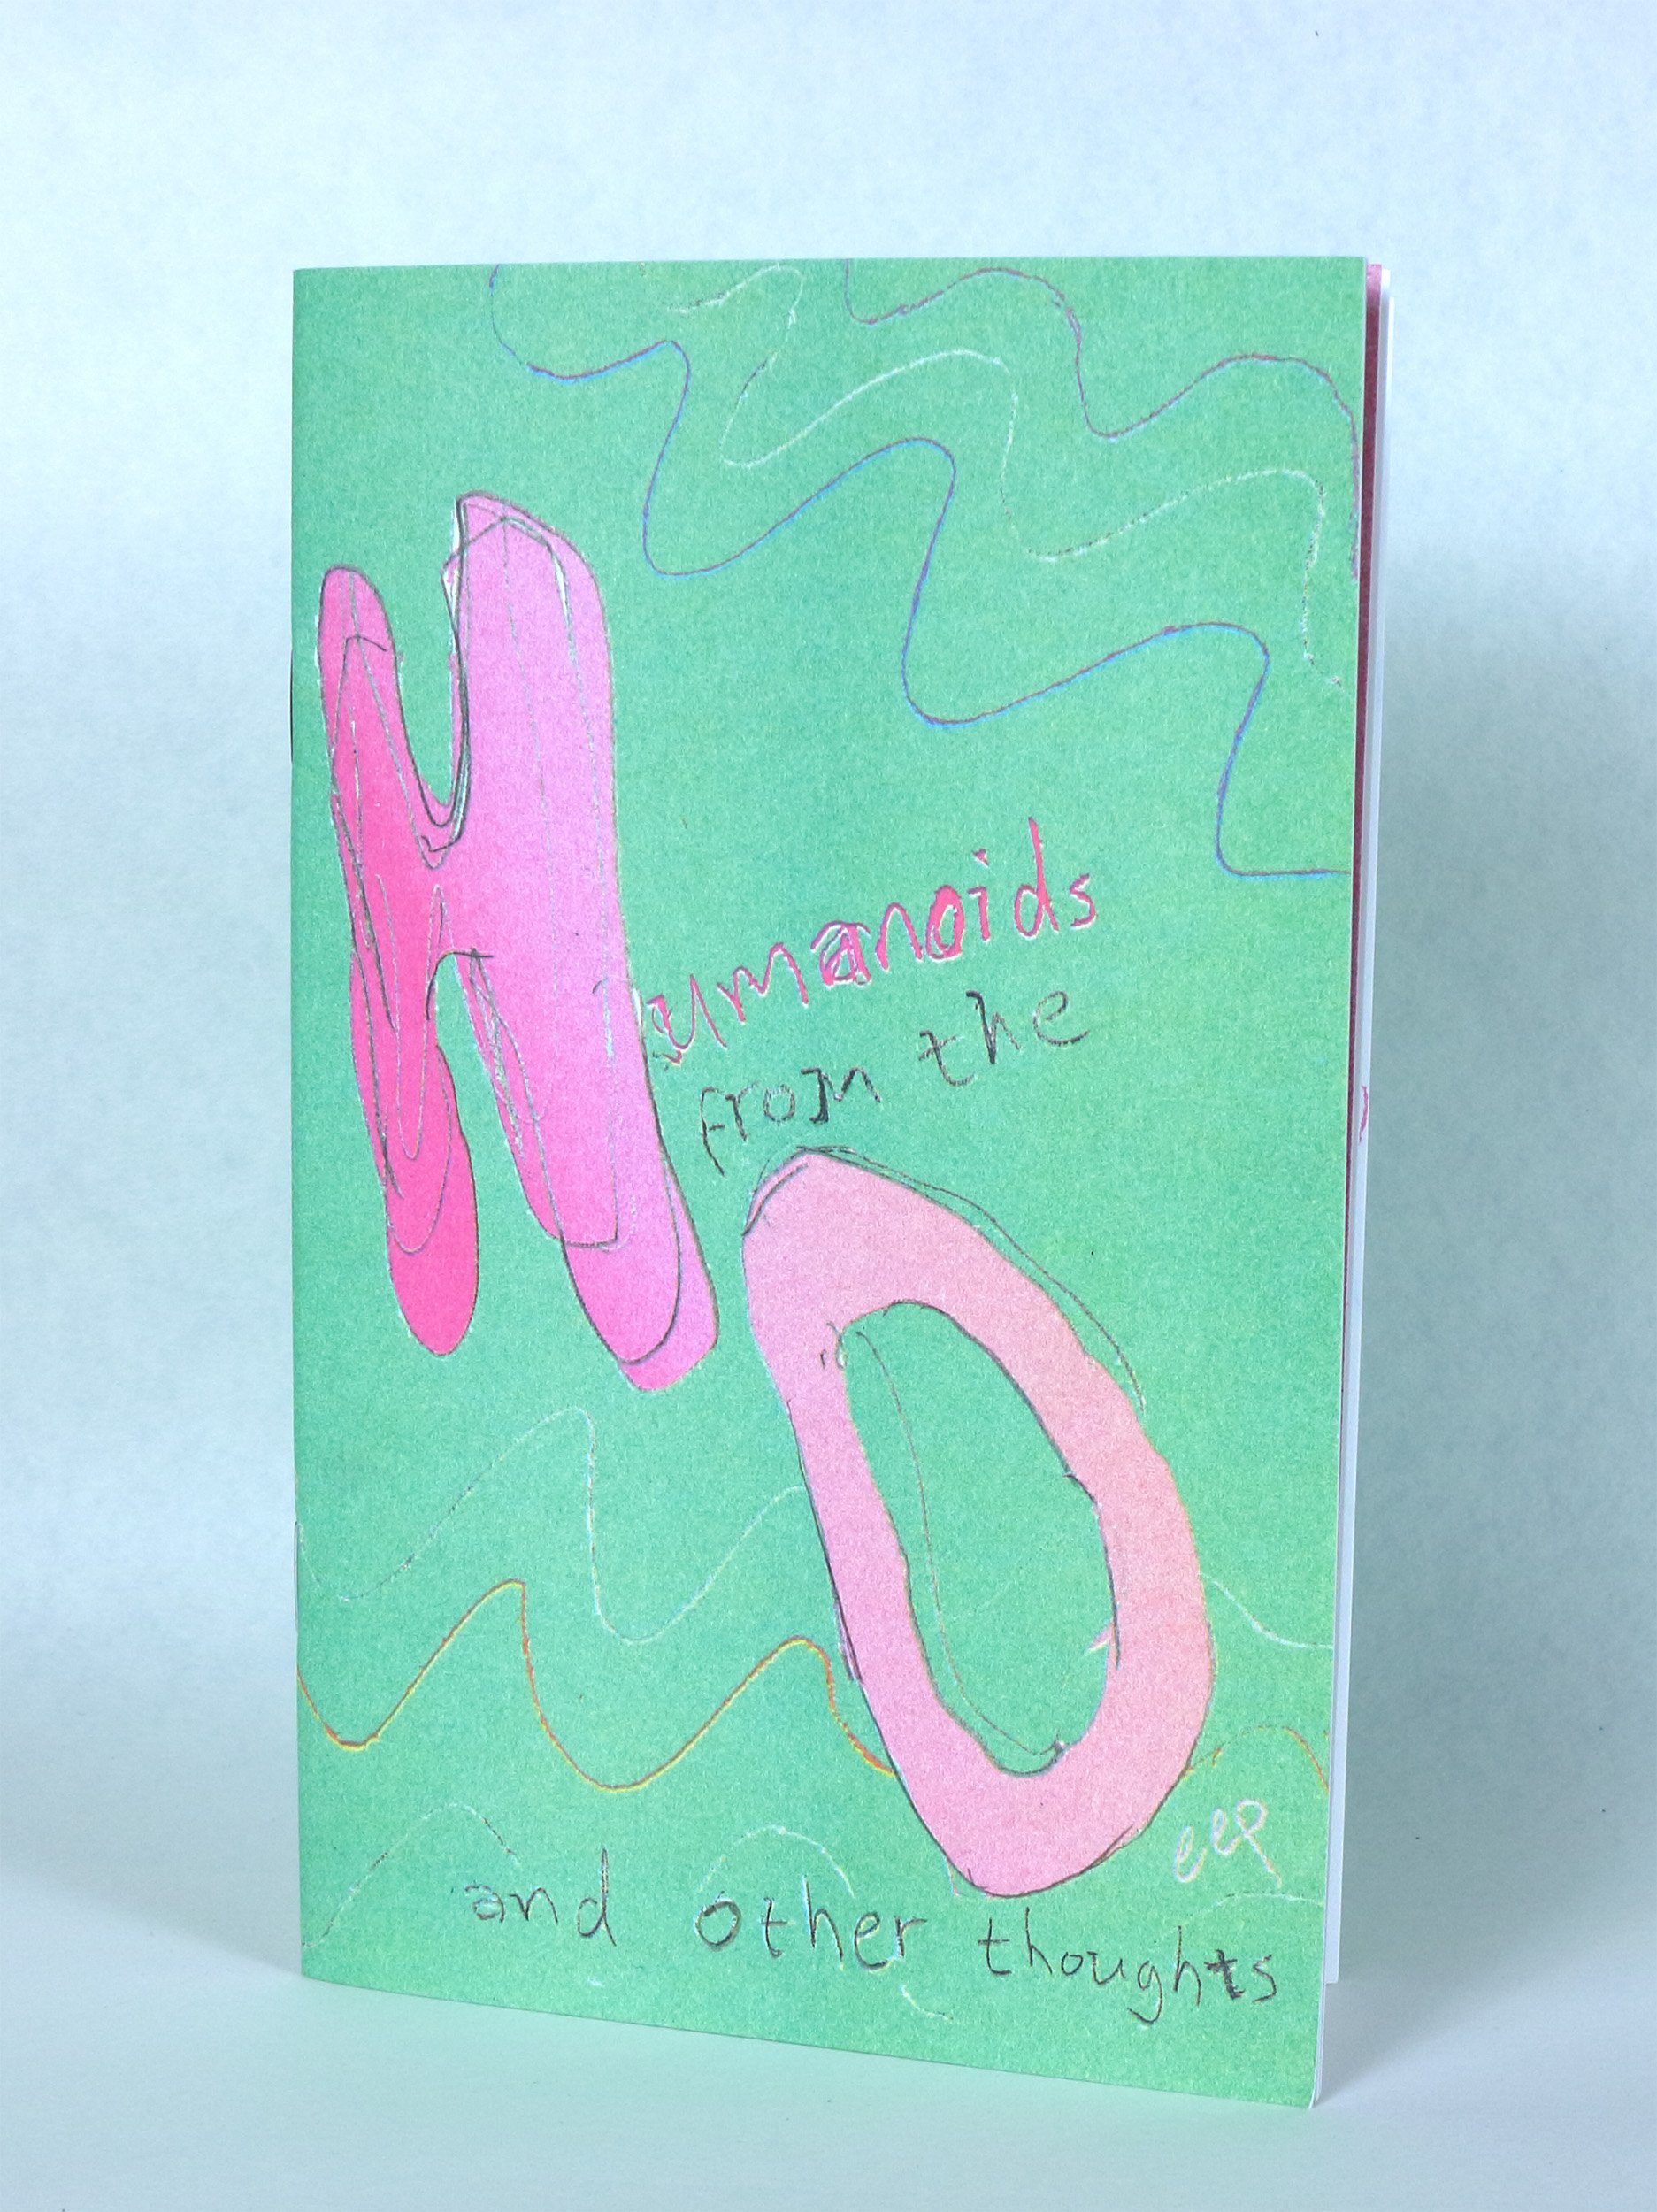 Humanoids
from the
Deep
and other thoughts